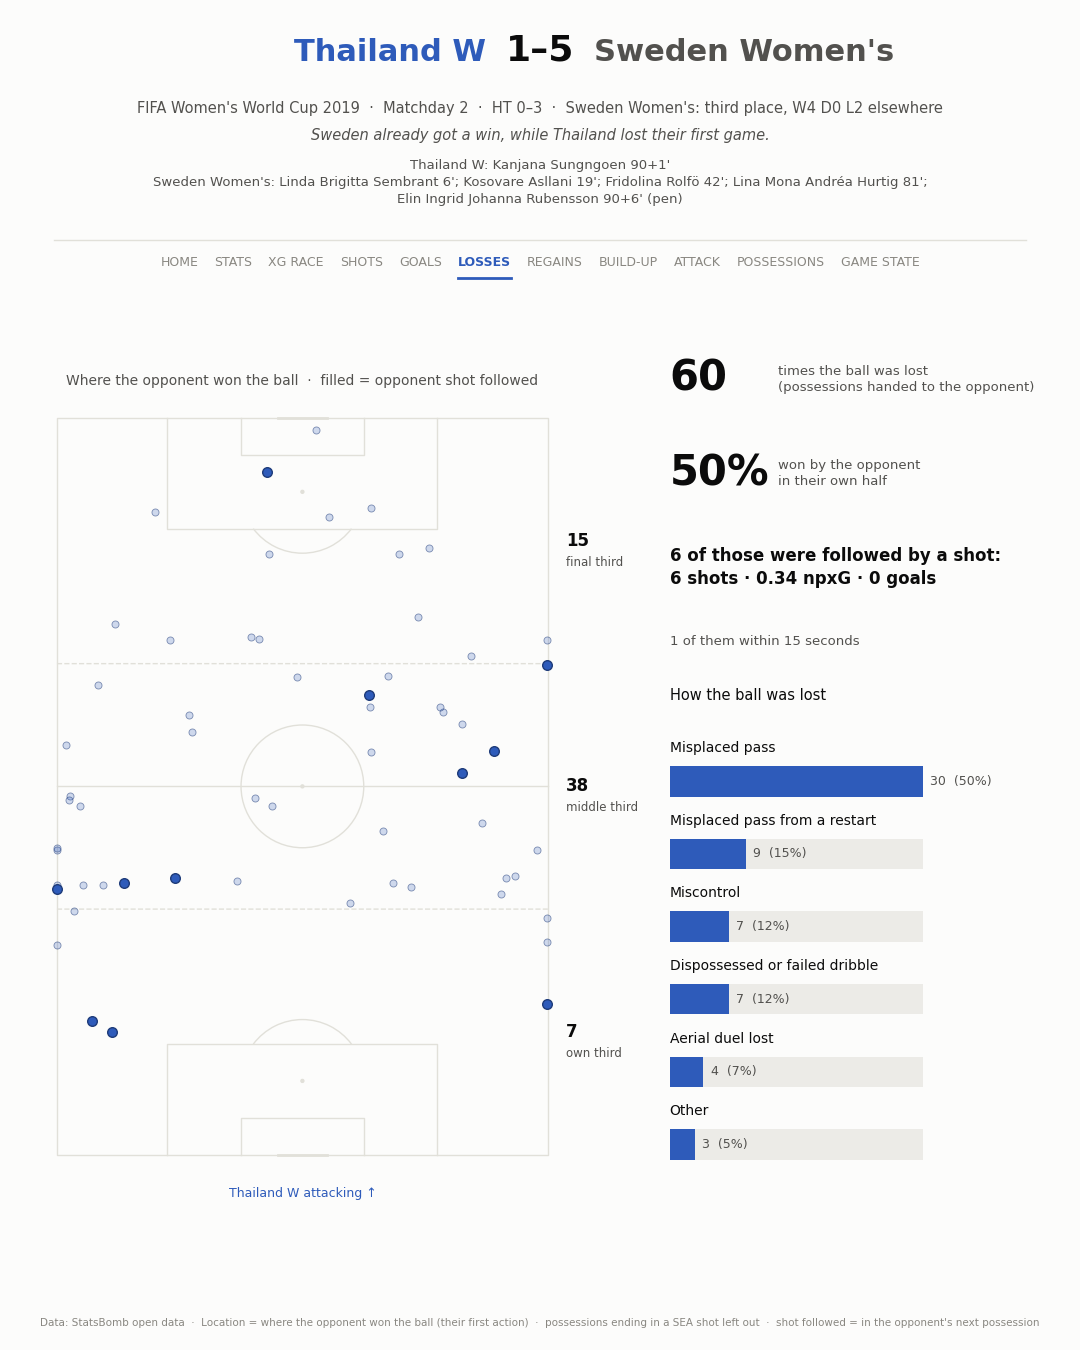 Thailand W 1–5 Sweden Women's
FIFA Women's World Cup 2019 · Matchday 2 · HT 0–3 · Sweden Women's: third place, W4 D0 L2 elsewhere
Sweden already got a win, while Thailand lost their first game.
Thailand W: Kanjana Sungngoen 90+1'
Sweden Women's: Linda Brigitta Sembrant 6'; Kosovare Asllani 19'; Fridolina Rolfö 42'; Lina Mona Andréa Hurtig 81';
Elin Ingrid Johanna Rubensson 90+6' (pen)
HOME STATS XG RACE SHOTS GOALS LOSSES REGAINS BUILD-UP ATTACK POSSESSIONS GAME STATE
Where the opponent won the ball · filled = opponent shot followed
15
final third
38
middle third
7
own third
Thailand W attacking ↑
60
times the ball was lost
(possessions handed to the opponent)
50%
won by the opponent
in their own half
6 of those were followed by a shot:
6 shots · 0.34 npxG · 0 goals
1 of them within 15 seconds
How the ball was lost
Misplaced pass
30 (50%)
Misplaced pass from a restart
9 (15%)
Miscontrol
7 (12%)
Dispossessed or failed dribble
7 (12%)
Aerial duel lost
4 (7%)
Other
3 (5%)
Data: StatsBomb open data · Location = where the opponent won the ball (their first action) · possessions ending in a SEA shot left out · shot followed = in the opponent's next possession